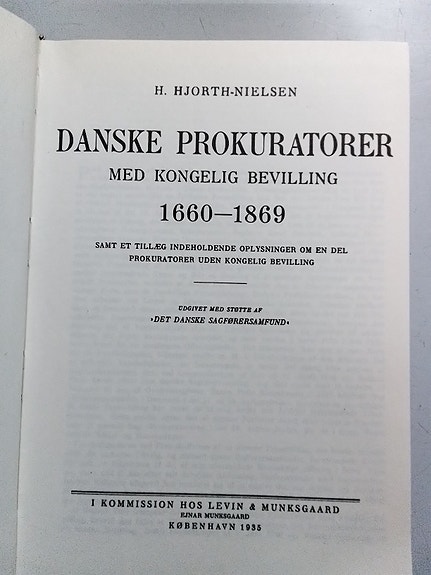 H. HJORTH-NIELSEN
DANSKE PROKURATORER
MED KONGELIG BEVILLING
1660—1869
SAMT ET TILLÆG INDEHOLDENDE OPLYSNINGER OM EN DEL
PROKURATORER UDEN KONGELIG BEVILLING
UDGIVET MED STØTTE AF
›DET DANSKE SAGFØRERSAMFUND‹
I KOMMISSION HOS LEVIN & MUNKSGAARD
EJNAR MUNKSGAARD
KØBENHAVN 1935